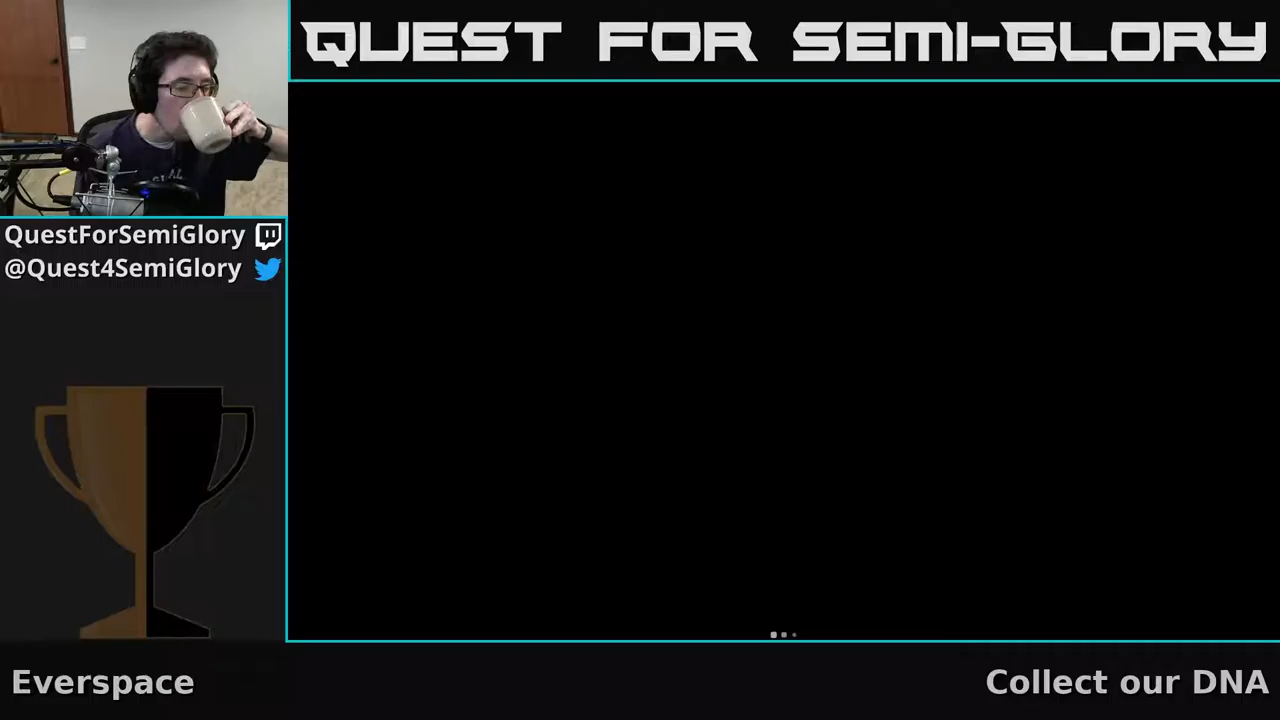 QUEST FOR SEMI-GLORY
QuestForSemiGlory
@Quest4SemiGlory
Everspace
Collect our DNA